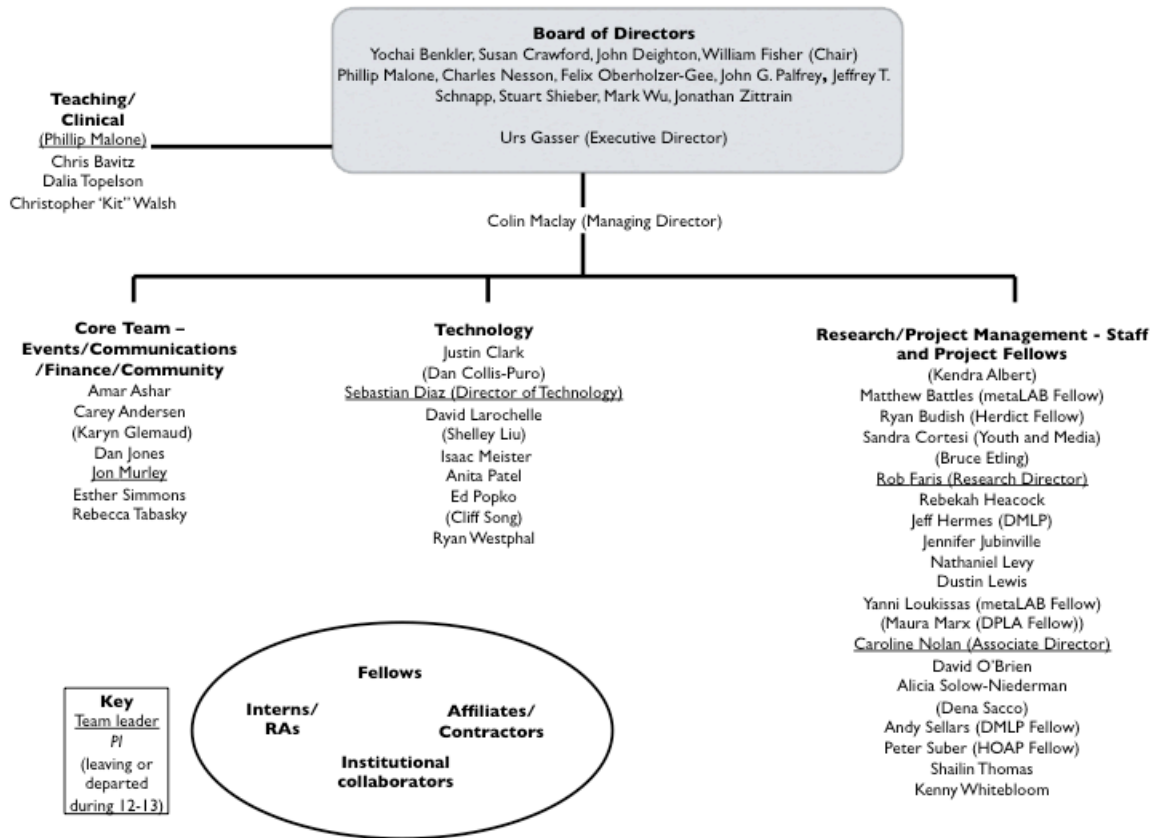 Board of Directors
Yochai Benkler, Susan Crawford, John Deighton, William Fisher (Chair)
Phillip Malone, Charles Nesson, Felix Oberholzer-Gee, John G. Palfrey, Jeffrey T.
Schnapp, Stuart Shieber, Mark Wu, Jonathan Zittrain
Urs Gasser (Executive Director)
Teaching/
Clinical
(Phillip Malone)
Chris Bavitz
Dalia Topelson
Christopher ‘Kit” Walsh
Colin Maclay (Managing Director)
Core Team –
Events/Communications
/Finance/Community
Amar Ashar
Carey Andersen
(Karyn Glemaud)
Dan Jones
Jon Murley
Esther Simmons
Rebecca Tabasky
Technology
Justin Clark
(Dan Collis-Puro)
Sebastian Diaz (Director of Technology)
David Larochelle
(Shelley Liu)
Isaac Meister
Anita Patel
Ed Popko
(Cliff Song)
Ryan Westphal
Research/Project Management - Staff
and Project Fellows
(Kendra Albert)
Matthew Battles (metaLAB Fellow)
Ryan Budish (Herdict Fellow)
Sandra Cortesi (Youth and Media)
(Bruce Etling)
Rob Faris (Research Director)
Rebekah Heacock
Jeff Hermes (DMLP)
Jennifer Jubinville
Nathaniel Levy
Dustin Lewis
Yanni Loukissas (metaLAB Fellow)
(Maura Marx (DPLA Fellow))
Caroline Nolan (Associate Director)
David O’Brien
Alicia Solow-Niederman
(Dena Sacco)
Andy Sellars (DMLP Fellow)
Peter Suber (HOAP Fellow)
Shailin Thomas
Kenny Whitebloom
Key
Team leader
PI
(leaving or
departed
during 12-13)
Fellows
Interns/
RAs
Affiliates/
Contractors
Institutional
collaborators